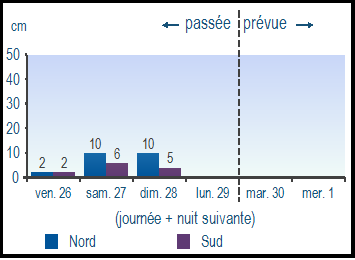 passée prévue
cm
50
40
30
20
10
0
2 2 10 6 10 5
ven. 26 sam. 27 dim. 28 lun. 29 mar. 30 mer. 1
(journée + nuit suivante)
Nord Sud